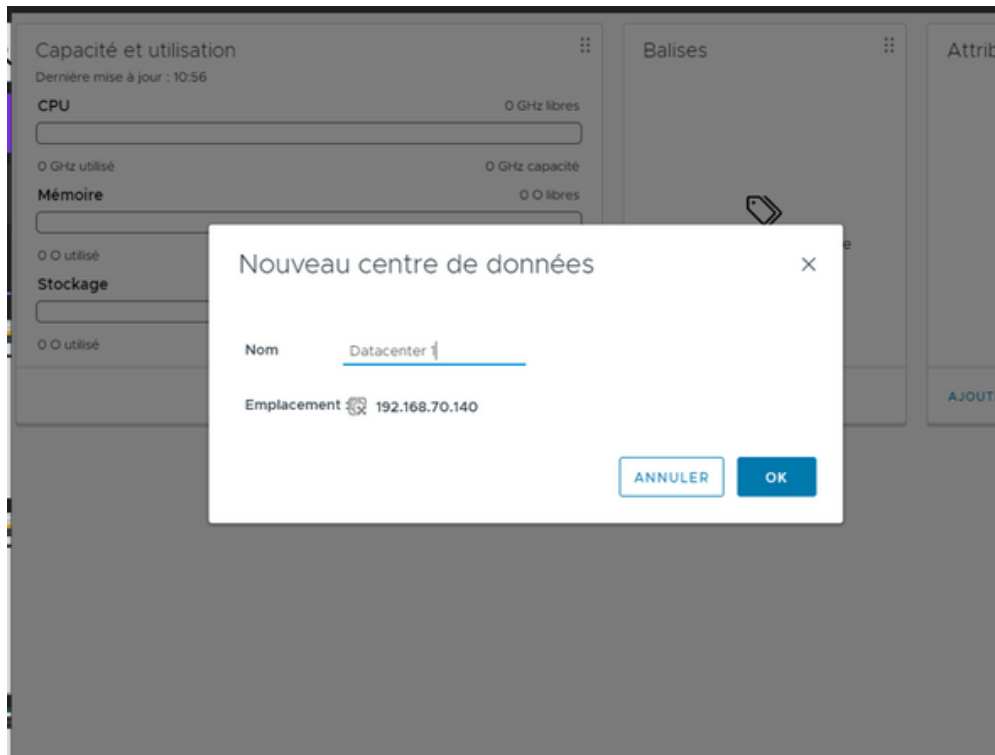 Capacité et utilisation
Dernière mise à jour : 10:56
CPU
0 GHz libres
0 GHz utilisé
0 GHz capacité
Mémoire
0 O libres
0 O utilisé
Stockage
0 O utilisé
Balises
e
Attrib
AJOUT
Nouveau centre de données
Nom
Datacenter 1
Emplacement :
192.168.70.140
ANNULER
OK